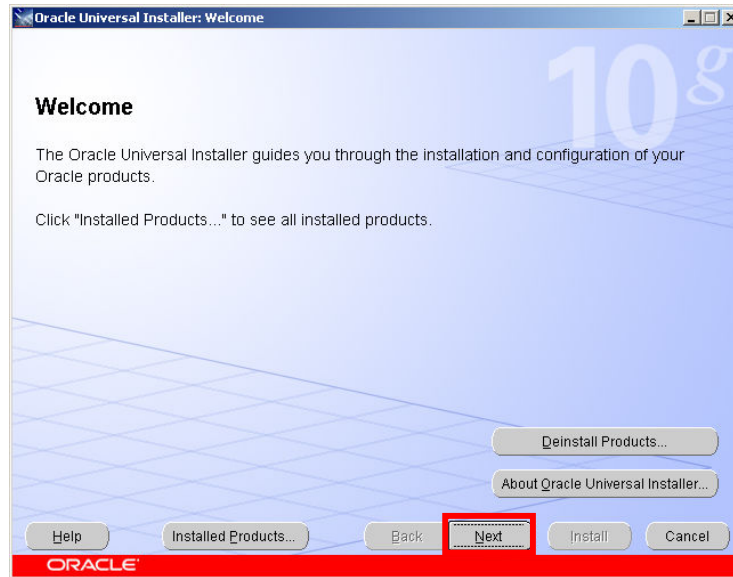 Oracle Universal Installer: Welcome
10g
Welcome
The Oracle Universal Installer guides you through the installation and configuration of your
Oracle products.
Click "Installed Products..." to see all installed products.
Deinstall Products...
About Oracle Universal Installer...
Help Installed Products... Back Next Install Cancel
ORACLE